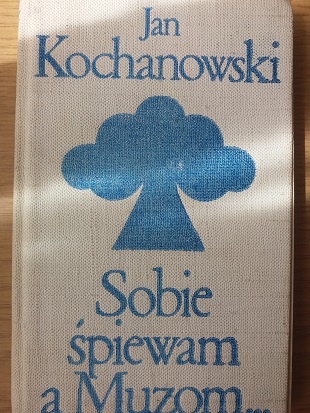 Jan
Kochanowski
Sobie
śpiewam
a Muzom...